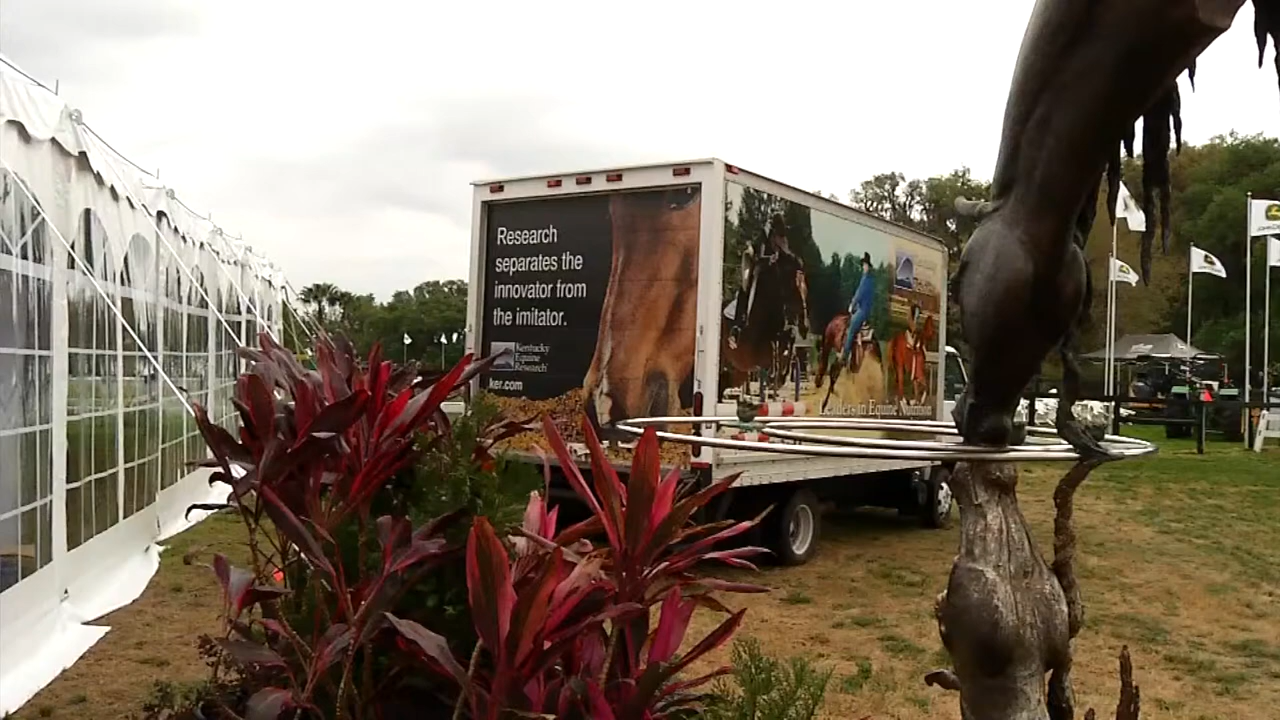 Research
separates the
innovator from
the imitator.
Kentucky
Equine
Research
ker.com
Leaders in Equine Nutrition